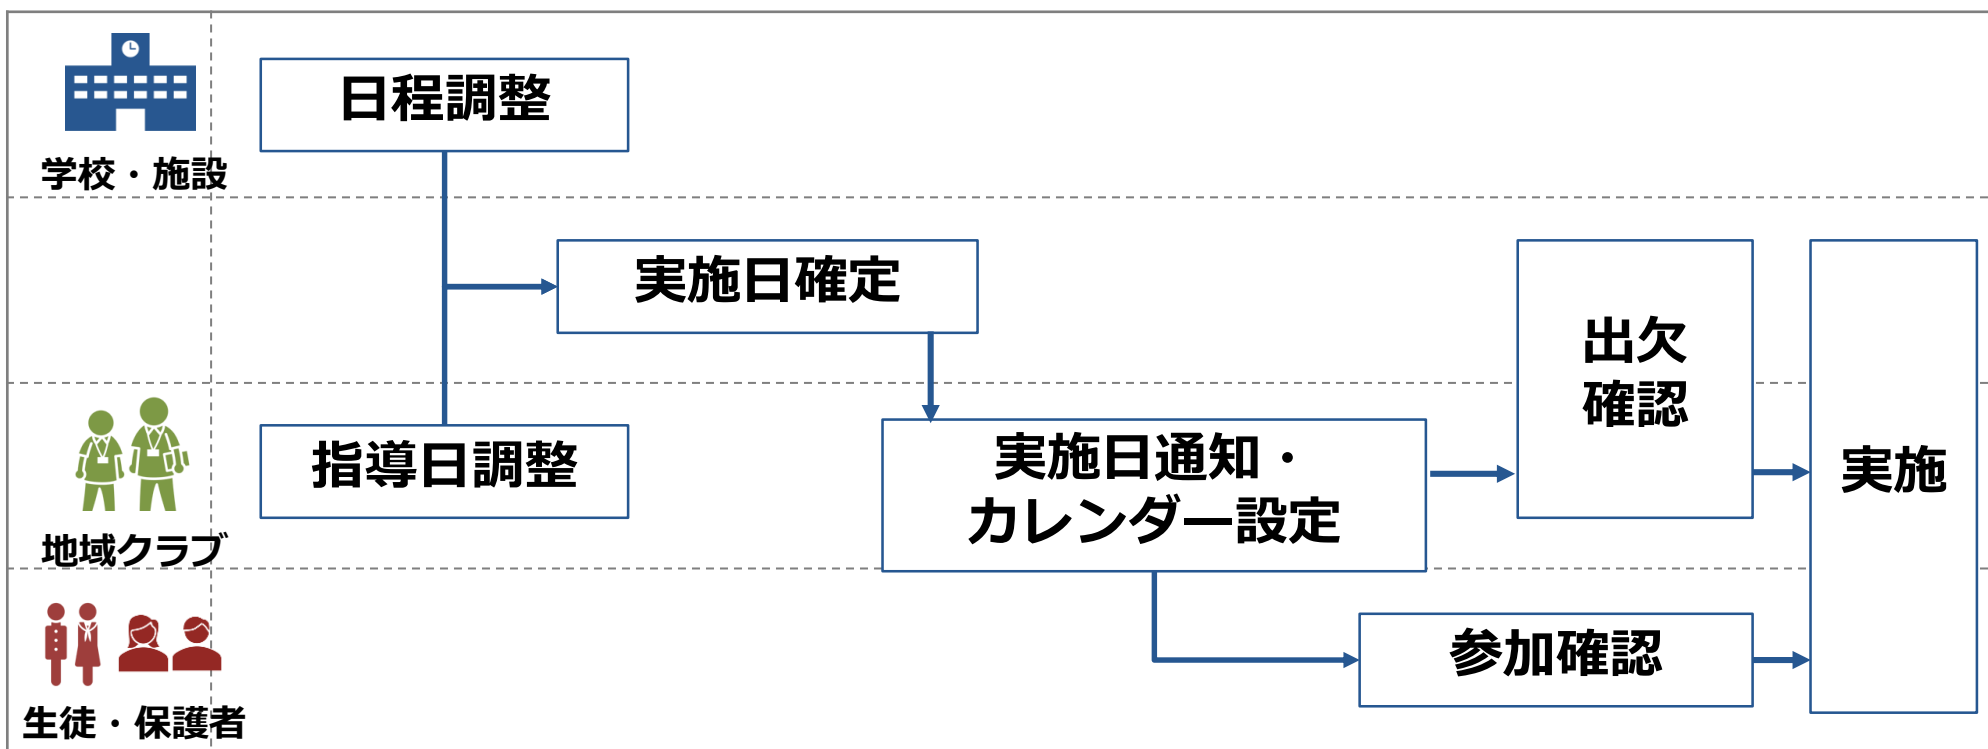 学校・施設
日程調整
実施日確定
地域クラブ
指導日調整
実施日通知・
カレンダー設定
出欠
確認
実施
生徒・保護者
参加確認